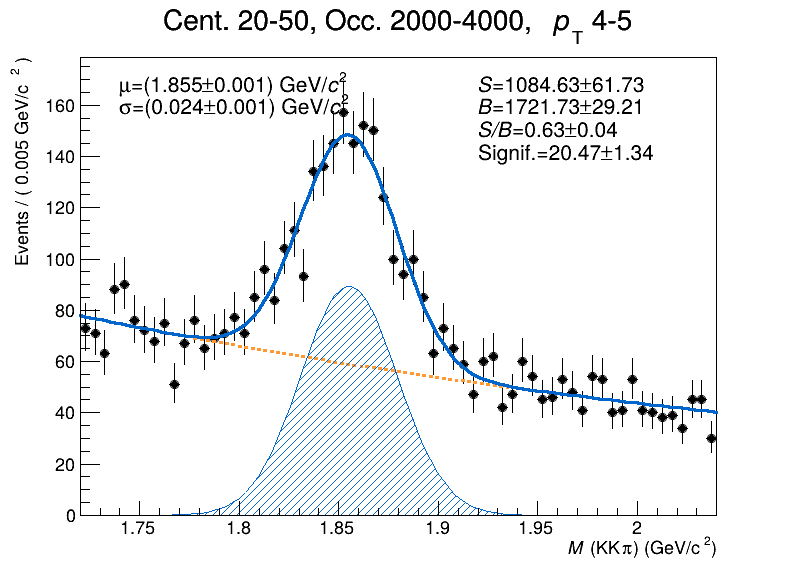 Cent. 20-50, Occ. 2000-4000, p_T 4-5
μ=(1.855±0.001) GeV/c²
σ=(0.024±0.001) GeV/c²
S=1084.63±61.73
B=1721.73±29.21
S/B=0.63±0.04
Signif.=20.47±1.34
Events / ( 0.005 GeV/c ² )
160
140
120
100
80
60
40
20
0
1.75 1.8 1.85 1.9 1.95 2
M (KKπ) (GeV/c²)